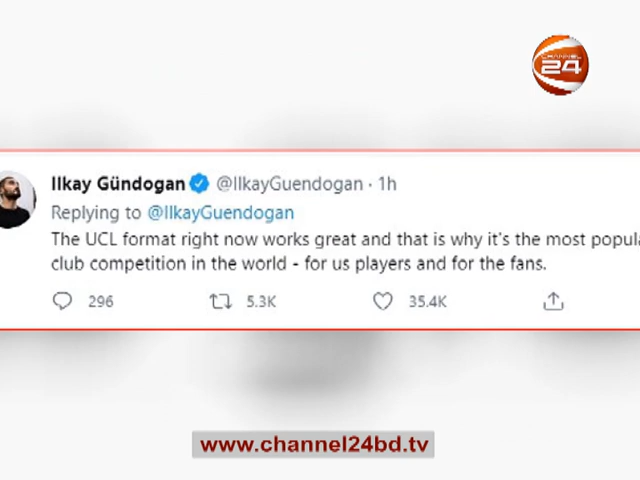 CHANNEL
24
Ilkay Gündogan @IlkayGuendogan · 1h
Replying to @IlkayGuendogan
The UCL format right now works great and that is why it's the most popula
club competition in the world - for us players and for the fans.
296 5.3K 35.4K
www.channel24bd.tv